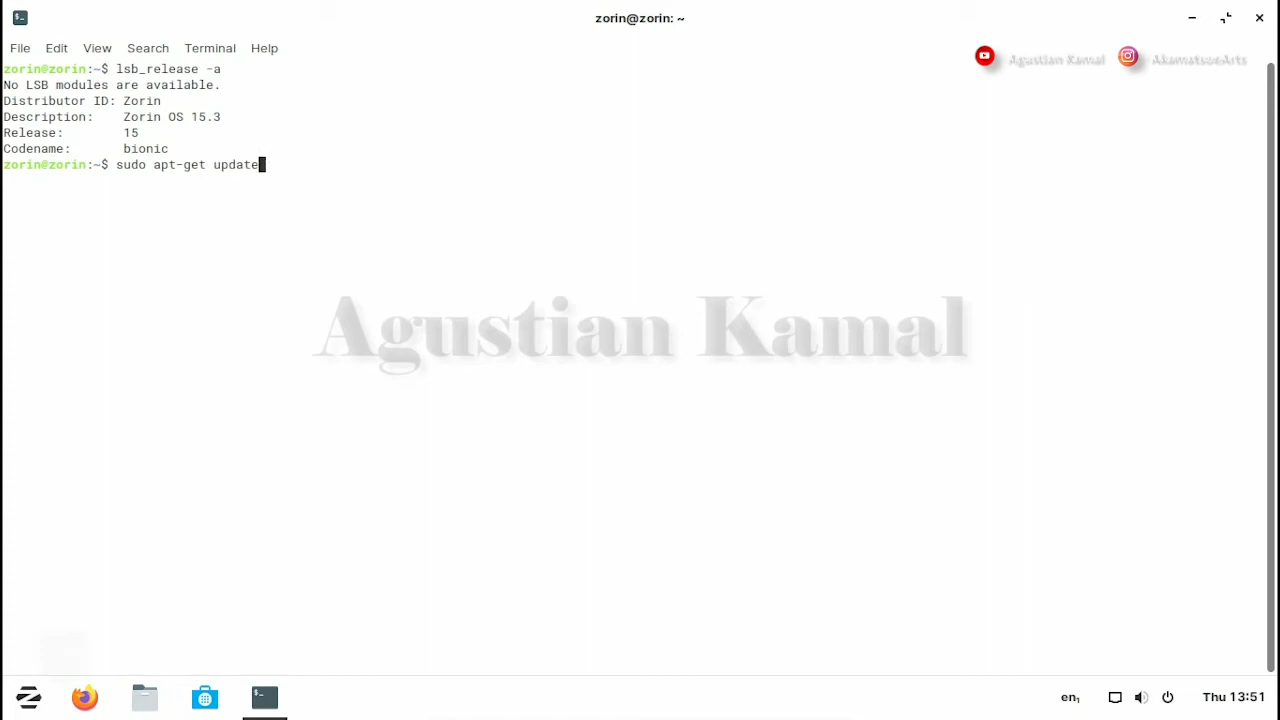 zorin@zorin: ~
File Edit View Search Terminal Help
Agustian Kamal
AkamatsunArts
zorin@zorin:~$ lsb_release -a
No LSB modules are available.
Distributor ID: Zorin
Description: Zorin OS 15.3
Release: 15
Codename: bionic
zorin@zorin:~$ sudo apt-get update
Agustian Kamal
en1
Thu 13:51